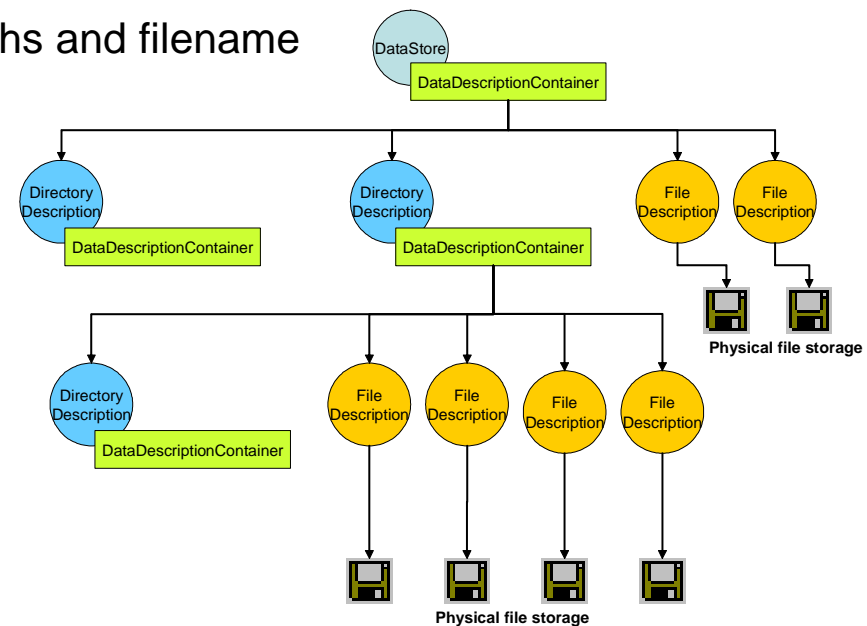 hs and filename
DataStore
DataDescriptionContainer
Directory
Description
DataDescriptionContainer
Directory
Description
DataDescriptionContainer
File
Description
File
Description
Physical file storage
Directory
Description
DataDescriptionContainer
File
Description
File
Description
File
Description
File
Description
Physical file storage